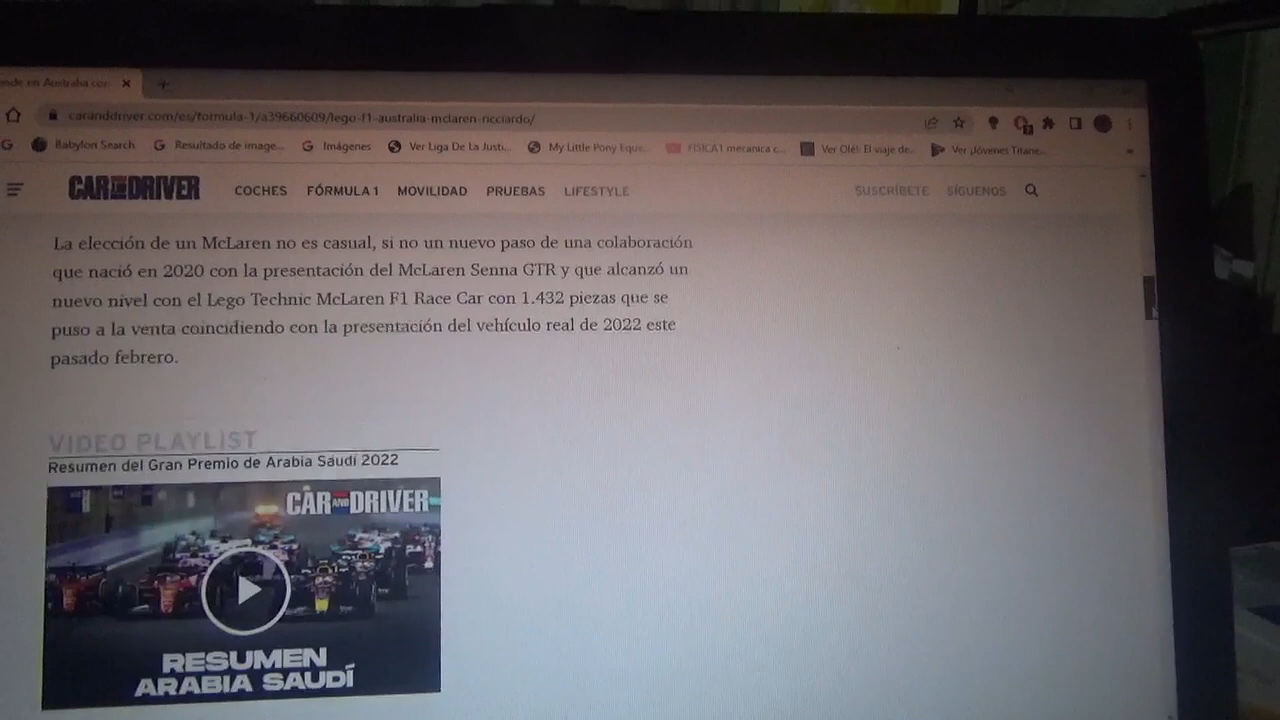 caranddriver.com/es/formula-1/a39660609/lego-f1-australia-mclaren-ricciardo/
Babylon Search
Resultado de image...
Imágenes
Ver Liga De La Justi...
My Little Pony Eque...
FISICA1 mecanica c...
Ver Olé!: El viaje de...
Ver Jóvenes Titane...
CAR AND DRIVER
COCHES
FÓRMULA 1
MOVILIDAD
PRUEBAS
LIFESTYLE
SUSCRÍBETE
SÍGUENOS
La elección de un McLaren no es casual, si no un nuevo paso de una colaboración
que nació en 2020 con la presentación del McLaren Senna GTR y que alcanzó un
nuevo nivel con el Lego Technic McLaren F1 Race Car con 1.432 piezas que se
puso a la venta coincidiendo con la presentación del vehículo real de 2022 este
pasado febrero.
VIDEO PLAYLIST
Resumen del Gran Premio de Arabia Saudí 2022
CAR AND DRIVER
RESUMEN
ARABIA SAUDÍ